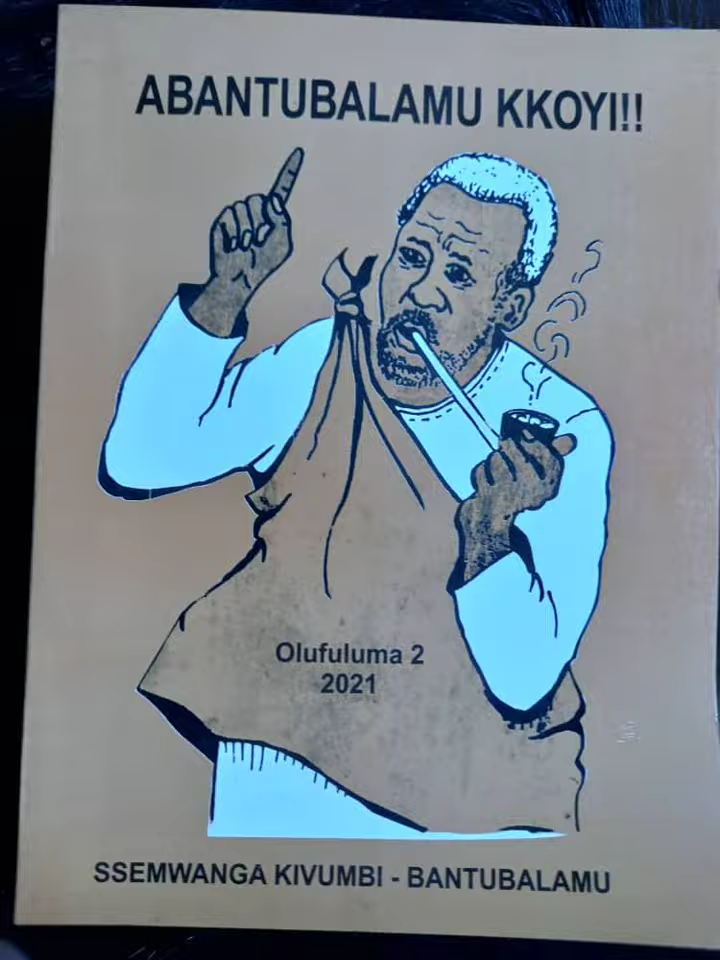 ABANTUBALAMU KKOYI!!
Olufuluma 2
2021
SSEMWANGA KIVUMBI - BANTUBALAMU